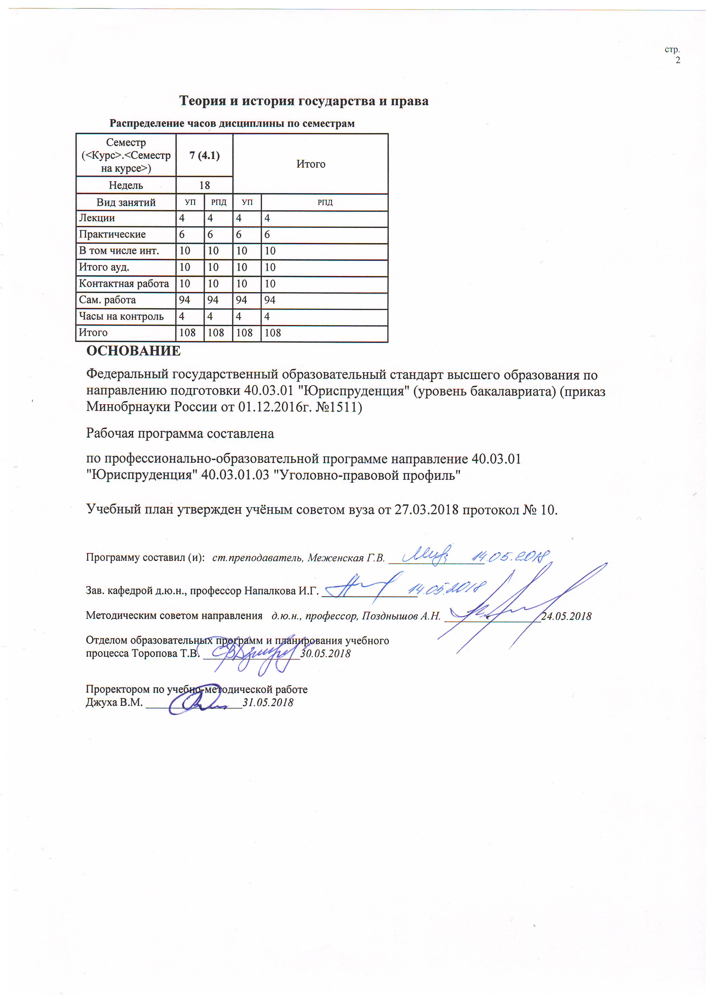 стр.
2
Теория и история государства и права
Распределение часов дисциплины по семестрам
Семестр
(<Курс>.<Семестр
на курсе>)
7 (4.1)
Итого
Недель 18
Вид занятий УП РПД УП РПД
Лекции 4 4 4 4
Практические 6 6 6 6
В том числе инт. 10 10 10 10
Итого ауд. 10 10 10 10
Контактная работа 10 10 10 10
Сам. работа 94 94 94 94
Часы на контроль 4 4 4 4
Итого 108 108 108 108
ОСНОВАНИЕ
Федеральный государственный образовательный стандарт высшего образования по
направлению подготовки 40.03.01 "Юриспруденция" (уровень бакалавриата) (приказ
Минобрнауки России от 01.12.2016г. №1511)
Рабочая программа составлена
по профессионально-образовательной программе направление 40.03.01
"Юриспруденция" 40.03.01.03 "Уголовно-правовой профиль"
Учебный план утвержден учёным советом вуза от 27.03.2018 протокол № 10.
Программу составил (и): ст.преподаватель, Меженская Г.В. 14.05.2018
Зав. кафедрой д.ю.н., профессор Напалкова И.Г. 14.05.2018
Методическим советом направления д.ю.н., профессор, Позднышов А.Н. 24.05.2018
Отделом образовательных программ и планирования учебного
процесса Торопова Т.В. 30.05.2018
Проректором по учебно-методической работе
Джуха В.М. 31.05.2018